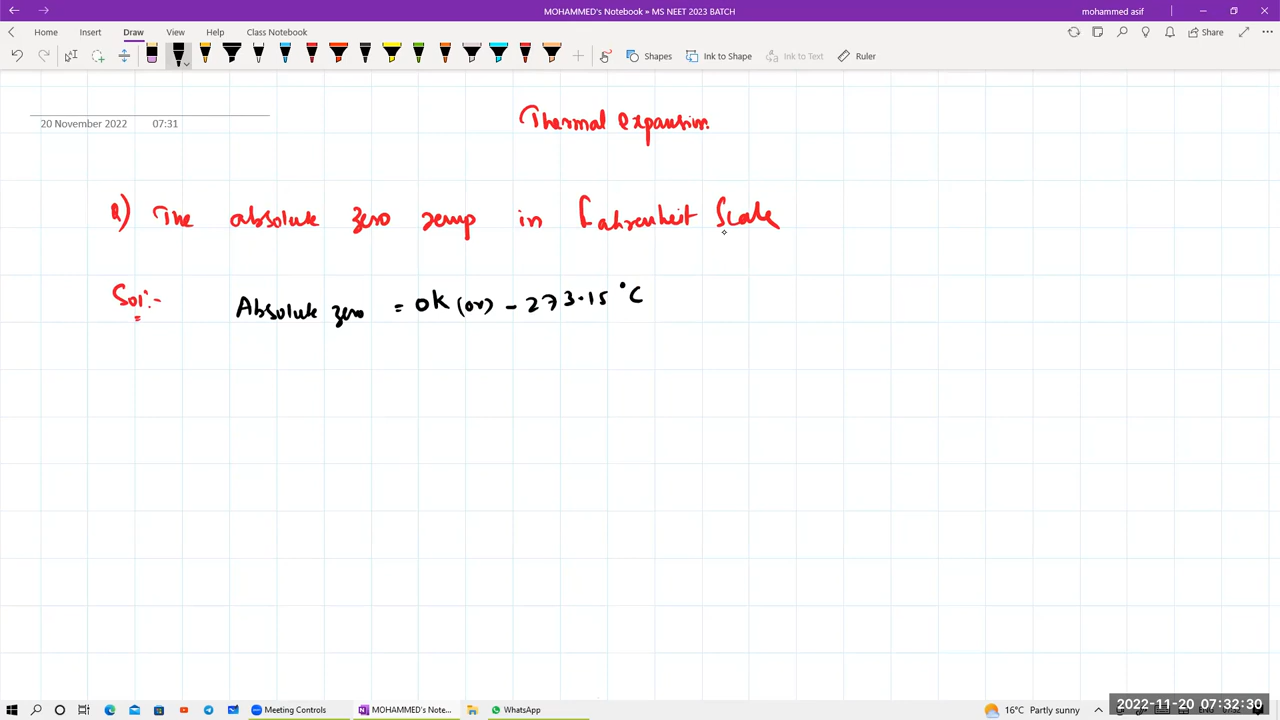 MOHAMMED's Notebook » MS NEET 2023 BATCH
mohammed asif
Home Insert Draw View Help Class Notebook
Share
Shapes Ink to Shape Ink to Text Ruler
20 November 2022 07:31
Thermal expansion.
Q) The absolute zero temp in Fahrenheit Scale
Sol:-
Absolute zero = 0K (or) - 273.15 °C
Meeting Controls MOHAMMED's Note... WhatsApp
16°C Partly sunny
2022-11-20 07:32:30